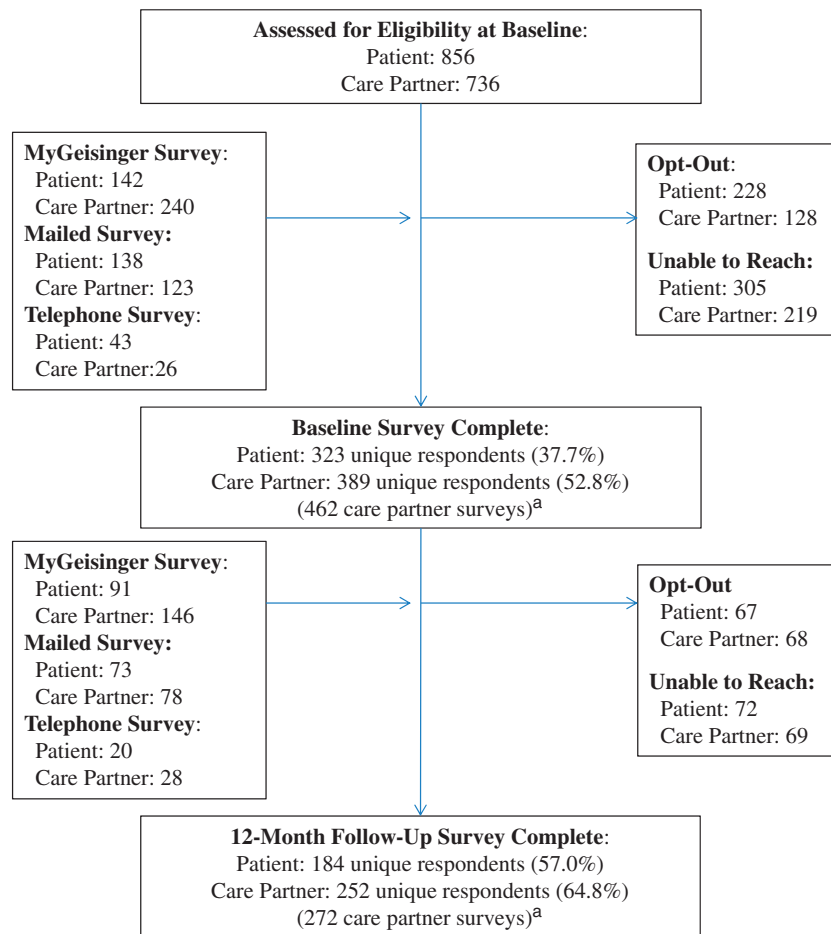 Assessed for Eligibility at Baseline:
Patient: 856
Care Partner: 736
MyGeisinger Survey:
Patient: 142
Care Partner: 240
Mailed Survey:
Patient: 138
Care Partner: 123
Telephone Survey:
Patient: 43
Care Partner:26
Opt-Out:
Patient: 228
Care Partner: 128
Unable to Reach:
Patient: 305
Care Partner: 219
Baseline Survey Complete:
Patient: 323 unique respondents (37.7%)
Care Partner: 389 unique respondents (52.8%)
(462 care partner surveys)a
MyGeisinger Survey:
Patient: 91
Care Partner: 146
Mailed Survey:
Patient: 73
Care Partner: 78
Telephone Survey:
Patient: 20
Care Partner: 28
Opt-Out
Patient: 67
Care Partner: 68
Unable to Reach:
Patient: 72
Care Partner: 69
12-Month Follow-Up Survey Complete:
Patient: 184 unique respondents (57.0%)
Care Partner: 252 unique respondents (64.8%)
(272 care partner surveys)a